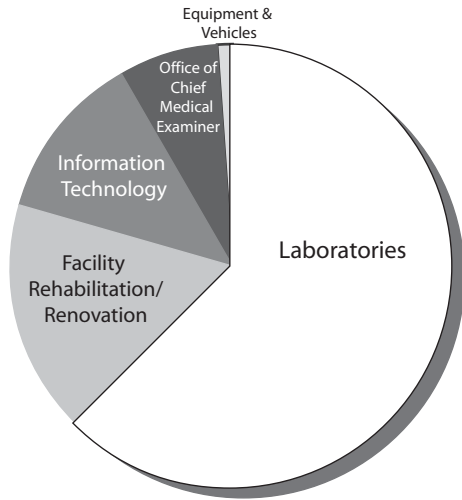 Equipment &
Vehicles
Office of
Chief
Medical
Examiner
Information
Technology
Laboratories
Facility
Rehabilitation/
Renovation